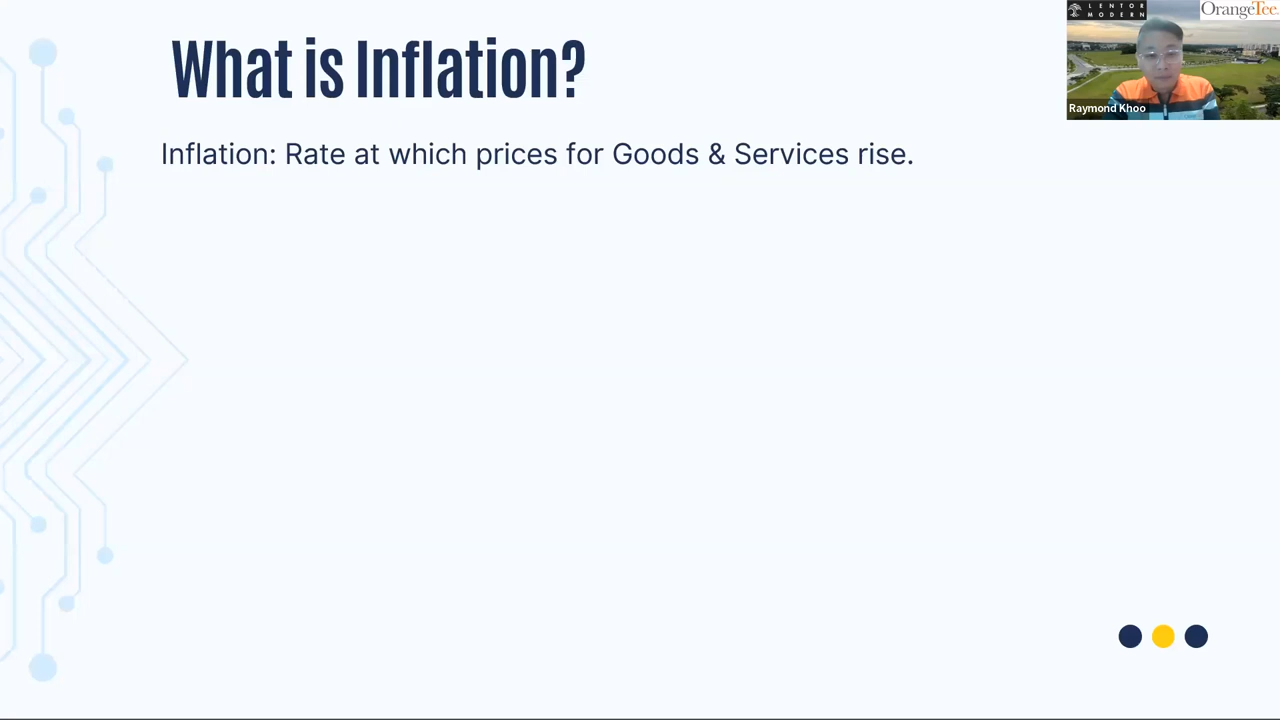 What is Inflation?
Inflation: Rate at which prices for Goods & Services rise.
LENTOR
MODERN
OrangeTee
Raymond Khoo